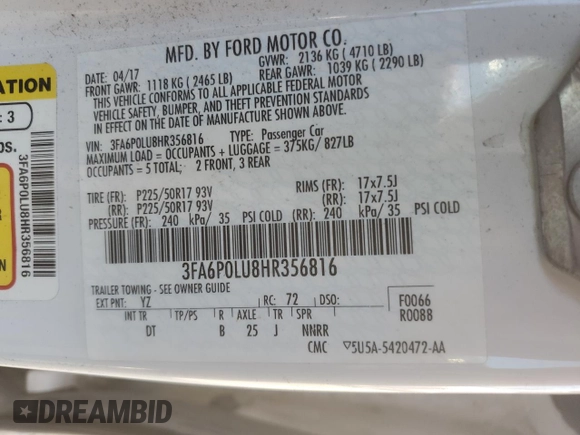 MFD. BY FORD MOTOR CO.
DATE: 04/17 GVWR: 2136 KG ( 4710 LB)
FRONT GAWR: 1118 KG ( 2465 LB) REAR GAWR: 1039 KG ( 2290 LB)
THIS VEHICLE CONFORMS TO ALL APPLICABLE FEDERAL MOTOR
VEHICLE SAFETY, BUMPER, AND THEFT PREVENTION STANDARDS
IN EFFECT ON THE DATE OF MANUFACTURE SHOWN ABOVE.
VIN: 3FA6P0LU8HR356816 TYPE: Passenger Car
MAXIMUM LOAD = OCCUPANTS + LUGGAGE = 375KG/ 827LB
OCCUPANTS = 5 TOTAL; 2 FRONT, 3 REAR
TIRE (FR): P225/50R17 93V RIMS (FR): 17x7.5J
(RR): P225/50R17 93V (RR): 17x7.5J
PRESSURE (FR): 240 kPa/ 35 PSI COLD (RR): 240 kPa/ 35 PSI COLD
3FA6P0LU8HR356816
TRAILER TOWING - SEE OWNER GUIDE
EXT PNT: YZ RC: 72 DSO: F0066
INT TR TP/PS R AXLE TR SPR R0088
DT B 25 J NNRR
CMC ▽5U5A-5420472-AA
ATION
: 3
bs.
3FA6P0LU8HR356816
R
ON
DREAMBID